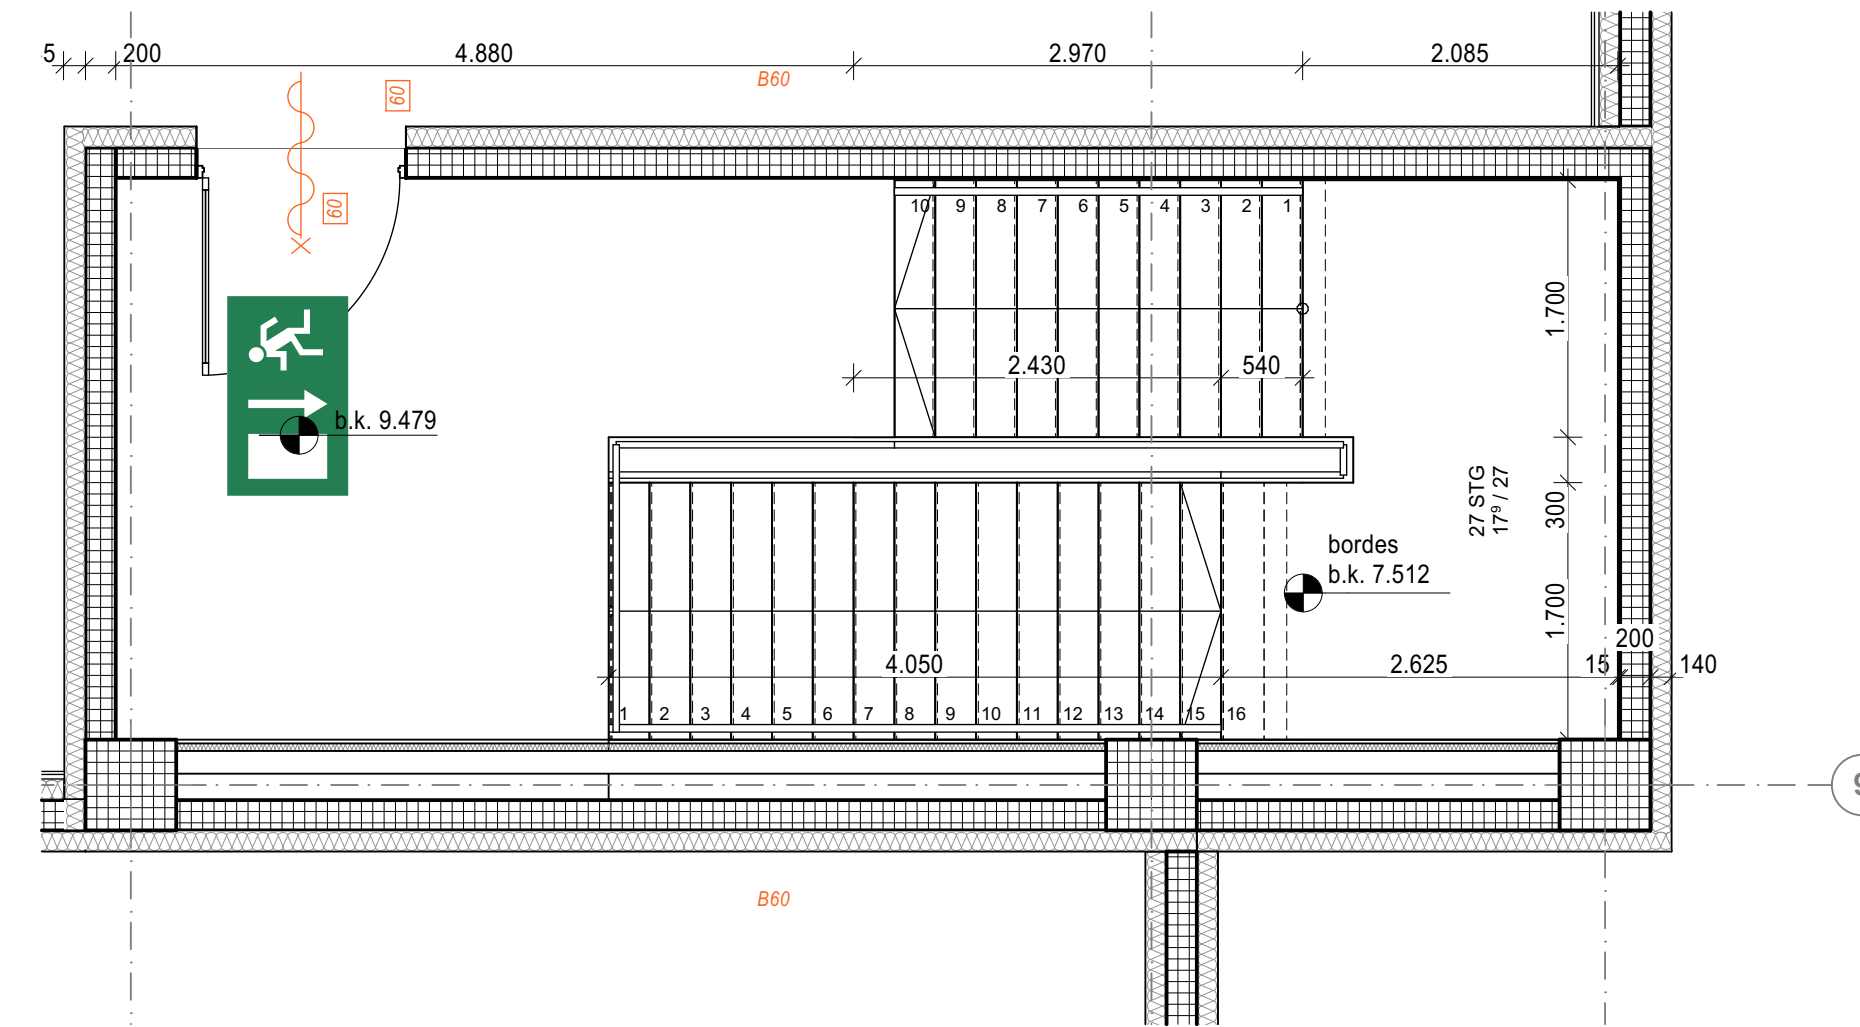 5 200 4.880 2.970 2.085
B60
60
60
10 9 8 7 6 5 4 3 2 1
1.700
2.430 540
b.k. 9.479
27 STG
17⁹ / 27
300
bordes
b.k. 7.512
1.700
200
4.050 2.625 15 140
1 2 3 4 5 6 7 8 9 10 11 12 13 14 15 16
9
B60